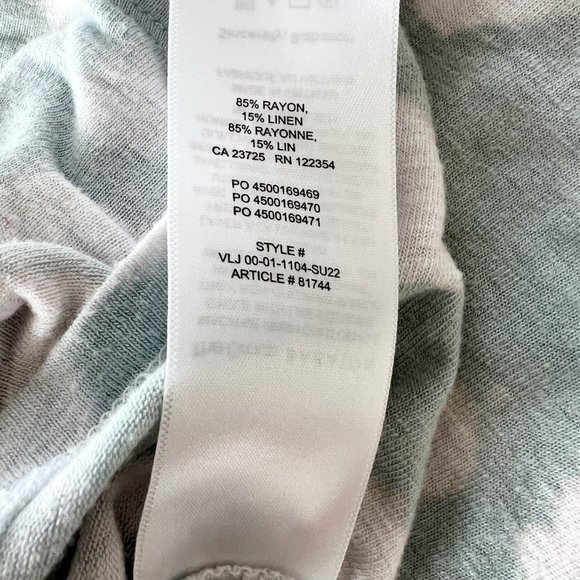 85% RAYON,
15% LINEN
85% RAYONNE,
15% LIN
CA 23725 RN 122354
PO 4500169469
PO 4500169470
PO 4500169471
STYLE #
VLJ 00-01-1104-SU22
ARTICLE # 81744